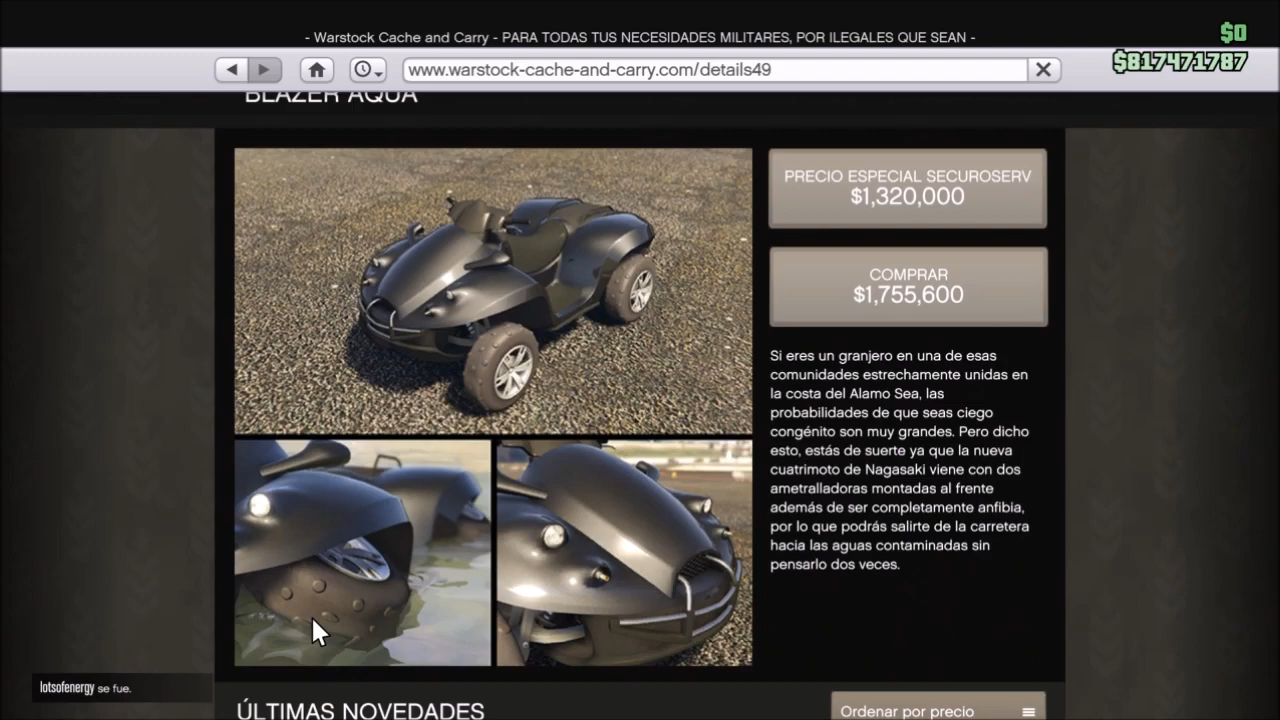 - Warstock Cache and Carry - PARA TODAS TUS NECESIDADES MILITARES, POR ILEGALES QUE SEAN -
$0
www.warstock-cache-and-carry.com/details49
$817471787
BLAZER AQUA
PRECIO ESPECIAL SECUROSERV
$1,320,000
COMPRAR
$1,755,600
Si eres un granjero en una de esas
comunidades estrechamente unidas en
la costa del Alamo Sea, las
probabilidades de que seas ciego
congénito son muy grandes. Pero dicho
esto, estás de suerte ya que la nueva
cuatrimoto de Nagasaki viene con dos
ametralladoras montadas al frente
además de ser completamente anfibia,
por lo que podrás salirte de la carretera
hacia las aguas contaminadas sin
pensarlo dos veces.
lotsofenergy se fue.
ÚLTIMAS NOVEDADES
Ordenar por precio